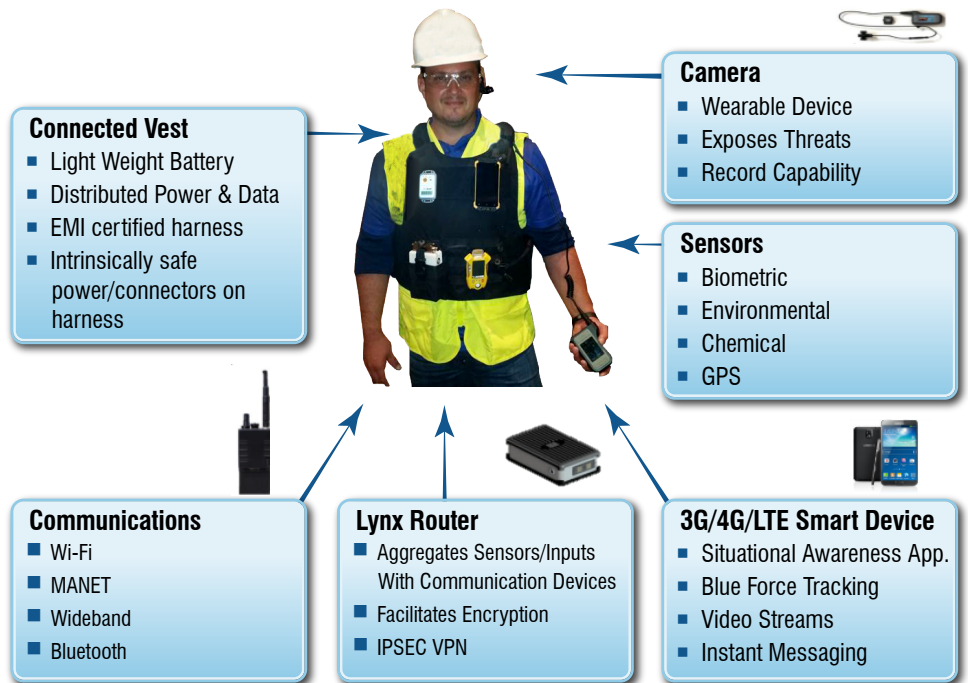 Camera
Wearable Device
Exposes Threats
Record Capability
Connected Vest
Light Weight Battery
Distributed Power & Data
EMI certified harness
Intrinsically safe
power/connectors on
harness
Sensors
Biometric
Environmental
Chemical
GPS
Communications
Wi-Fi
MANET
Wideband
Bluetooth
Lynx Router
Aggregates Sensors/Inputs
With Communication Devices
Facilitates Encryption
IPSEC VPN
3G/4G/LTE Smart Device
Situational Awareness App.
Blue Force Tracking
Video Streams
Instant Messaging